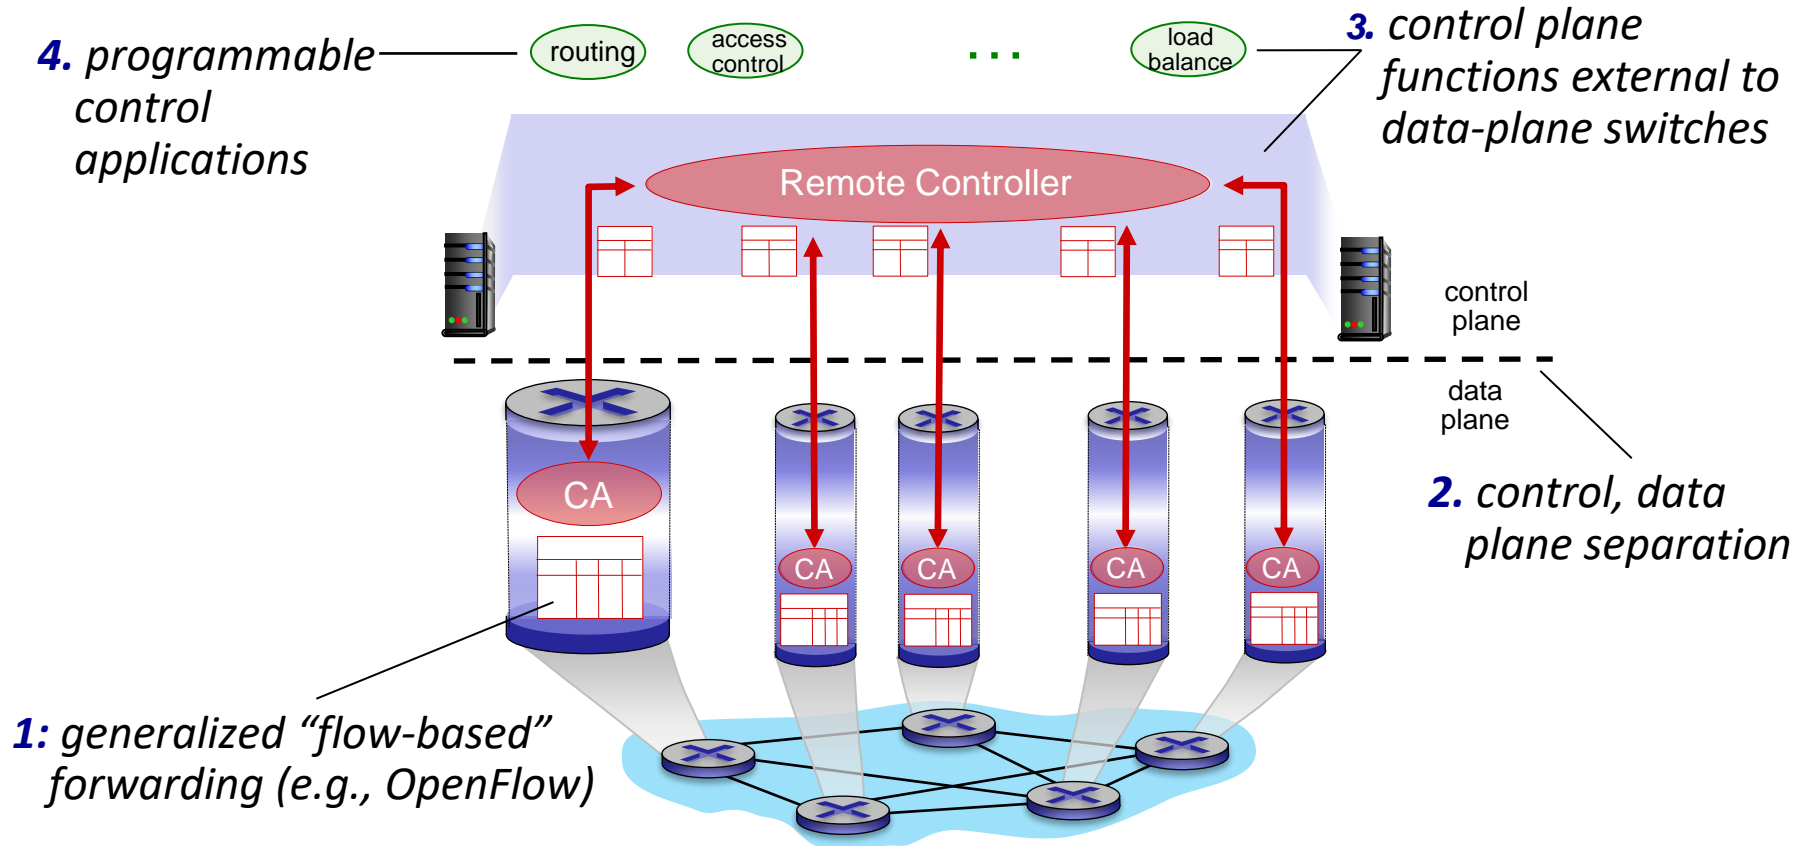 4. programmable
control
applications
routing
access
control
...
load
balance
3. control plane
functions external to
data-plane switches
Remote Controller
control
plane
data
plane
2. control, data
plane separation
CA
CA
CA
CA
CA
1: generalized “flow-based”
forwarding (e.g., OpenFlow)